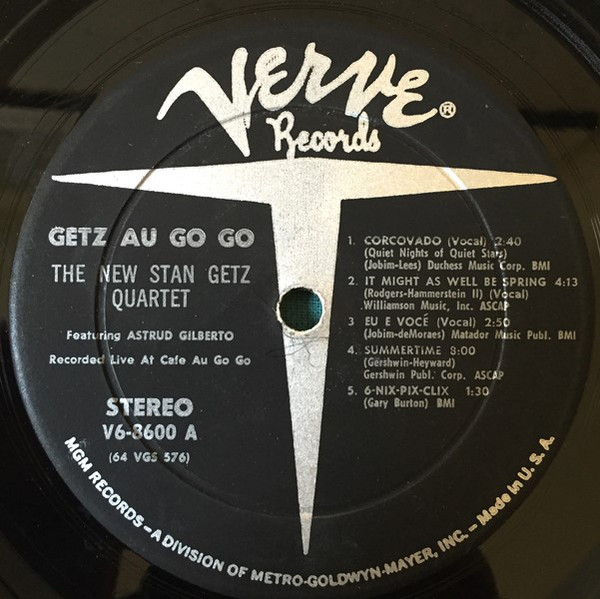 VERVE®
Records
GETZ AU GO GO
THE NEW STAN GETZ
QUARTET
Featuring ASTRUD GILBERTO
Recorded Live At Cafe Au Go Go
STEREO
V6-8600 A
(64 VGS 576)
1. CORCOVADO (Vocal) 2:40
(Quiet Nights of Quiet Stars)
(Jobim-Lees) Duchess Music Corp. BMI
2. IT MIGHT AS WELL BE SPRING 4:13
(Rodgers-Hammerstein II) (Vocal)
Williamson Music, Inc. ASCAP
3. EU E VOCÉ (Vocal) 2:50
(Jobim-deMoraes) Matador Music Publ. BMI
4. SUMMERTIME 3:00
(Gershwin-Heyward)
Gershwin Publ. Corp. ASCAP
5. 6-NIX-PIX-CLIX 1:30
(Gary Burton) BMI
MGM RECORDS – A DIVISION OF METRO-GOLDWYN-MAYER, INC. – Made in U. S. A.